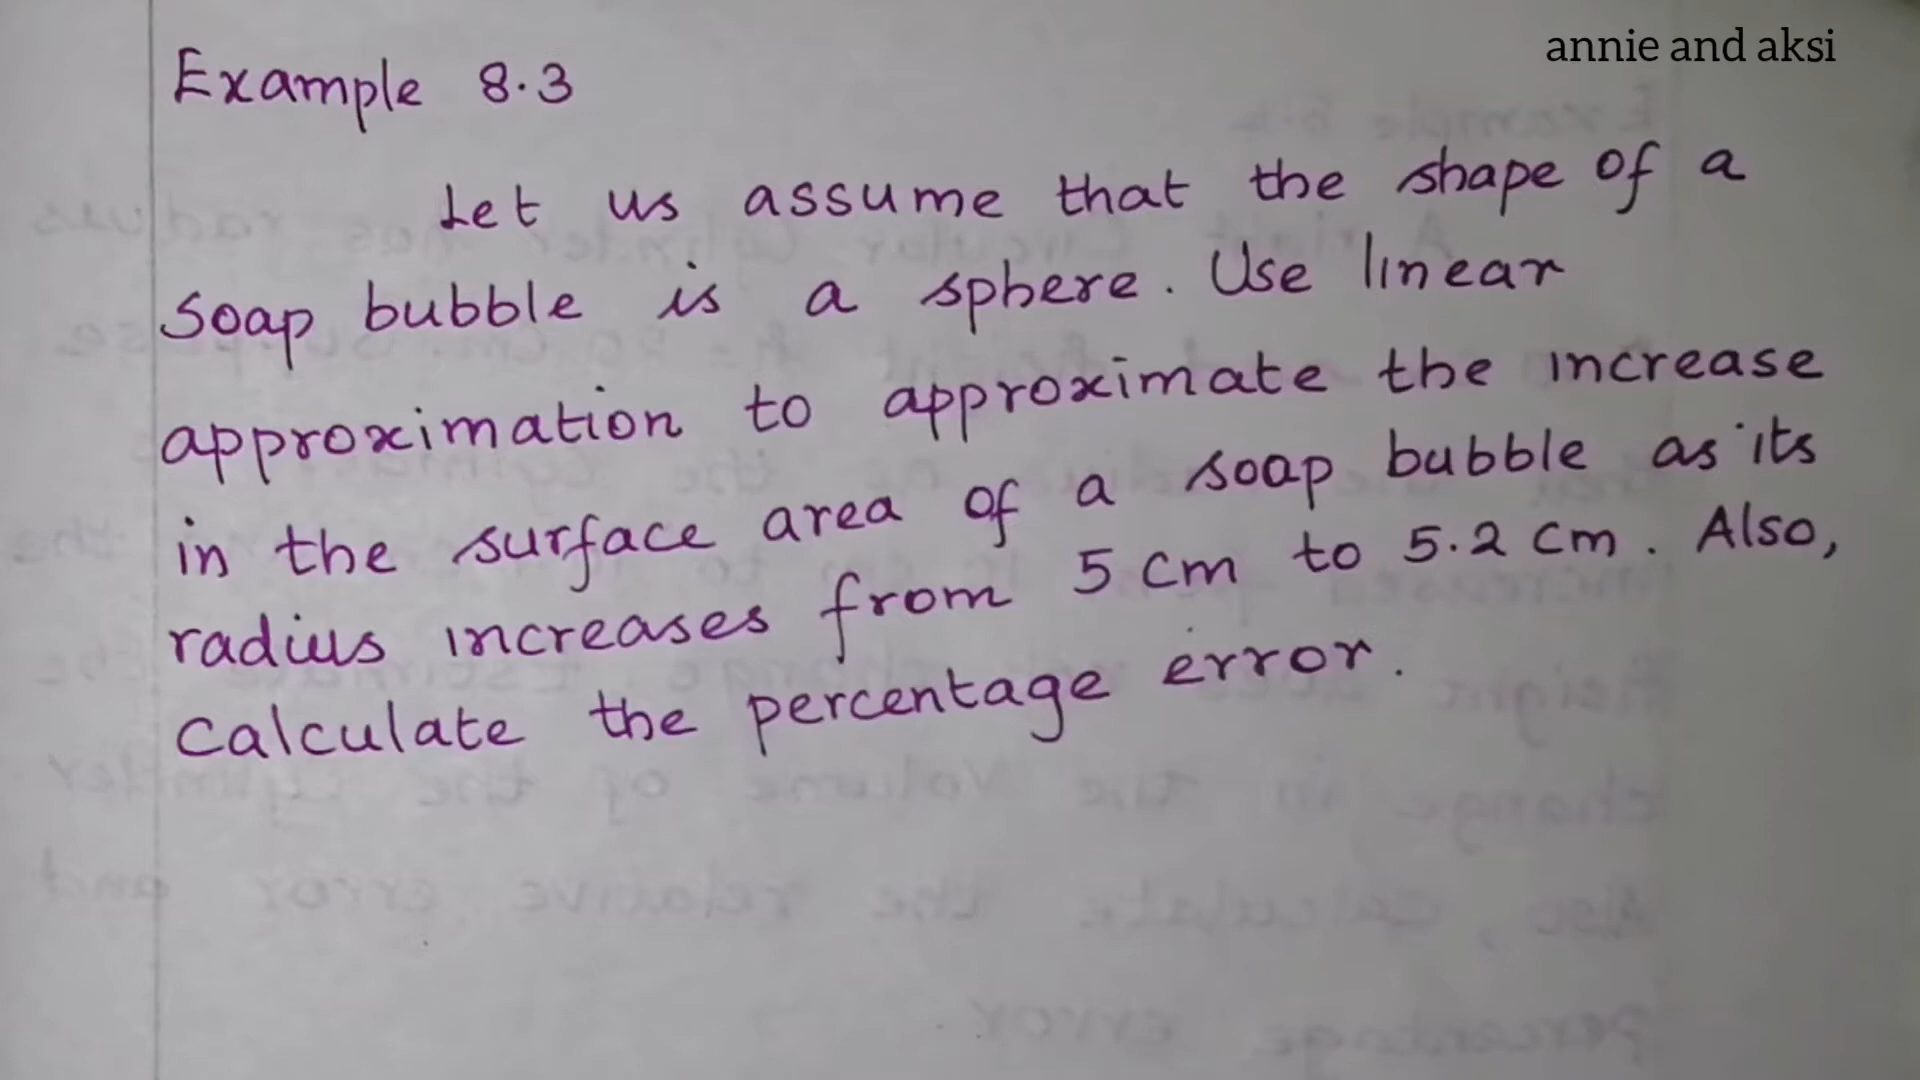 annie and aksi
Example 8.3
Let us assume that the shape of a
soap bubble is a sphere. Use linear
approximation to approximate the increase
in the surface area of a soap bubble as its
radius increases from 5 cm to 5.2 cm. Also,
Calculate the percentage error.